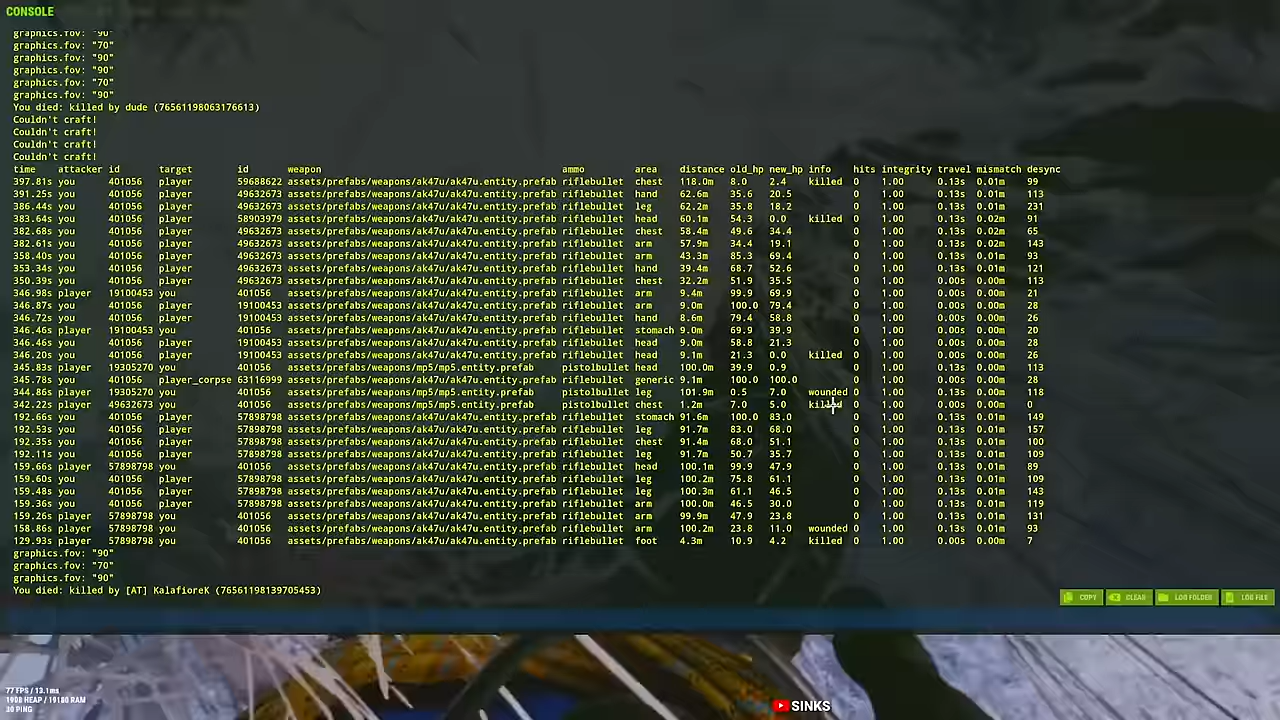 CONSOLE
graphics.fov: "90"
graphics.fov: "70"
graphics.fov: "90"
graphics.fov: "90"
graphics.fov: "70"
graphics.fov: "90"
You died: killed by dude (76561198063176613)
Couldn't craft!
Couldn't craft!
Couldn't craft!
Couldn't craft!
time attacker id target id weapon ammo area distance old_hp new_hp info hits integrity travel mismatch desync
397.81s you 401056 player 59688622 assets/prefabs/weapons/ak47u/ak47u.entity.prefab riflebullet chest 118.0m 8.0 2.4 killed 0 1.00 0.13s 0.01m 99
391.25s you 401056 player 49632673 assets/prefabs/weapons/ak47u/ak47u.entity.prefab riflebullet hand 62.6m 35.6 20.5 0 1.00 0.13s 0.01m 113
386.44s you 401056 player 49632673 assets/prefabs/weapons/ak47u/ak47u.entity.prefab riflebullet leg 62.2m 35.8 18.2 0 1.00 0.13s 0.01m 231
383.64s you 401056 player 58903979 assets/prefabs/weapons/ak47u/ak47u.entity.prefab riflebullet head 60.1m 54.3 0.0 killed 0 1.00 0.13s 0.02m 91
382.68s you 401056 player 49632673 assets/prefabs/weapons/ak47u/ak47u.entity.prefab riflebullet chest 58.4m 49.6 34.4 0 1.00 0.13s 0.02m 65
382.61s you 401056 player 49632673 assets/prefabs/weapons/ak47u/ak47u.entity.prefab riflebullet arm 57.9m 34.4 19.1 0 1.00 0.13s 0.02m 143
358.40s you 401056 player 49632673 assets/prefabs/weapons/ak47u/ak47u.entity.prefab riflebullet arm 43.3m 85.3 69.4 0 1.00 0.13s 0.01m 93
353.34s you 401056 player 49632673 assets/prefabs/weapons/ak47u/ak47u.entity.prefab riflebullet hand 39.4m 68.7 52.6 0 1.00 0.13s 0.01m 121
350.39s you 401056 player 49632673 assets/prefabs/weapons/ak47u/ak47u.entity.prefab riflebullet chest 32.2m 51.9 35.5 0 1.00 0.00s 0.01m 113
346.98s player 19100453 you 401056 assets/prefabs/weapons/ak47u/ak47u.entity.prefab riflebullet arm 9.4m 99.9 69.9 0 1.00 0.00s 0.00m 21
346.87s you 401056 player 19100453 assets/prefabs/weapons/ak47u/ak47u.entity.prefab riflebullet arm 9.0m 100.0 79.4 0 1.00 0.00s 0.00m 28
346.72s you 401056 player 19100453 assets/prefabs/weapons/ak47u/ak47u.entity.prefab riflebullet hand 8.6m 79.4 58.8 0 1.00 0.00s 0.00m 26
346.46s player 19100453 you 401056 assets/prefabs/weapons/ak47u/ak47u.entity.prefab riflebullet stomach 9.0m 69.9 39.9 0 1.00 0.00s 0.00m 20
346.46s you 401056 player 19100453 assets/prefabs/weapons/ak47u/ak47u.entity.prefab riflebullet head 9.0m 58.8 21.3 0 1.00 0.00s 0.00m 28
346.20s you 401056 player 19100453 assets/prefabs/weapons/ak47u/ak47u.entity.prefab riflebullet head 9.1m 21.3 0.0 killed 0 1.00 0.00s 0.00m 26
345.83s player 19305270 you 401056 assets/prefabs/weapons/mp5/mp5.entity.prefab pistolbullet head 100.0m 39.9 0.9 0 1.00 0.13s 0.00m 113
345.78s you 401056 player_corpse 63116999 assets/prefabs/weapons/ak47u/ak47u.entity.prefab riflebullet generic 9.1m 100.0 100.0 0 1.00 0.00s 0.00m 28
344.86s player 19305270 you 401056 assets/prefabs/weapons/mp5/mp5.entity.prefab pistolbullet leg 101.9m 0.5 7.0 wounded 0 1.00 0.13s 0.00m 118
342.22s player 49632673 you 401056 assets/prefabs/weapons/mp5/mp5.entity.prefab pistolbullet chest 1.2m 7.0 5.0 killed 0 1.00 0.00s 0.00m 0
192.66s you 401056 player 57898798 assets/prefabs/weapons/ak47u/ak47u.entity.prefab riflebullet stomach 91.6m 100.0 83.0 0 1.00 0.13s 0.01m 149
192.53s you 401056 player 57898798 assets/prefabs/weapons/ak47u/ak47u.entity.prefab riflebullet leg 91.7m 83.0 68.0 0 1.00 0.13s 0.01m 157
192.35s you 401056 player 57898798 assets/prefabs/weapons/ak47u/ak47u.entity.prefab riflebullet chest 91.4m 68.0 51.1 0 1.00 0.13s 0.01m 100
192.11s you 401056 player 57898798 assets/prefabs/weapons/ak47u/ak47u.entity.prefab riflebullet leg 91.7m 50.7 35.7 0 1.00 0.13s 0.01m 109
159.66s player 57898798 you 401056 assets/prefabs/weapons/ak47u/ak47u.entity.prefab riflebullet head 100.1m 99.9 47.9 0 1.00 0.13s 0.01m 89
159.60s you 401056 player 57898798 assets/prefabs/weapons/ak47u/ak47u.entity.prefab riflebullet leg 100.2m 75.8 61.1 0 1.00 0.13s 0.01m 109
159.48s you 401056 player 57898798 assets/prefabs/weapons/ak47u/ak47u.entity.prefab riflebullet leg 100.3m 61.1 46.5 0 1.00 0.13s 0.01m 143
159.36s you 401056 player 57898798 assets/prefabs/weapons/ak47u/ak47u.entity.prefab riflebullet arm 100.0m 46.5 30.0 0 1.00 0.13s 0.01m 119
159.26s player 57898798 you 401056 assets/prefabs/weapons/ak47u/ak47u.entity.prefab riflebullet arm 99.9m 47.9 23.8 0 1.00 0.13s 0.01m 131
158.86s player 57898798 you 401056 assets/prefabs/weapons/ak47u/ak47u.entity.prefab riflebullet arm 100.2m 23.8 11.0 wounded 0 1.00 0.13s 0.01m 93
129.93s player 57898798 you 401056 assets/prefabs/weapons/ak47u/ak47u.entity.prefab riflebullet foot 4.3m 10.9 4.2 killed 0 1.00 0.00s 0.00m 7
graphics.fov: "90"
graphics.fov: "70"
graphics.fov: "90"
You died: killed by [AT] KalafioreK (76561198139705453)
COPY CLEAR LOG FOLDER LOG FILE
77 FPS / 13.1ms
1908 HEAP / 19180 RAM
30 PING
SINKS